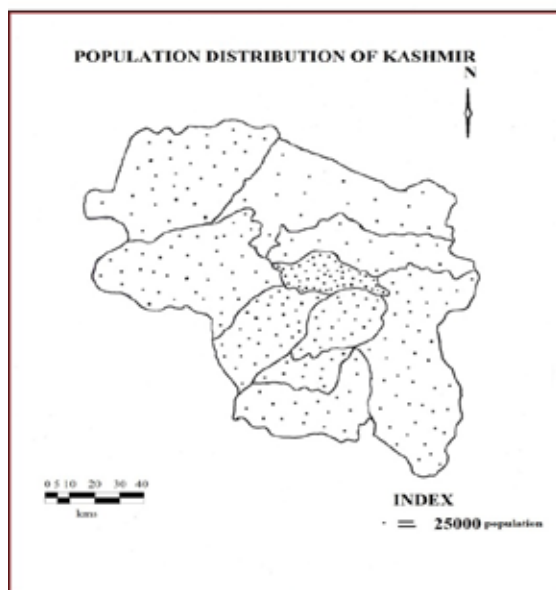 POPULATION DISTRIBUTION OF KASHMIR
N
0 5 10 20 30 40
kms
INDEX
. = 25000 population